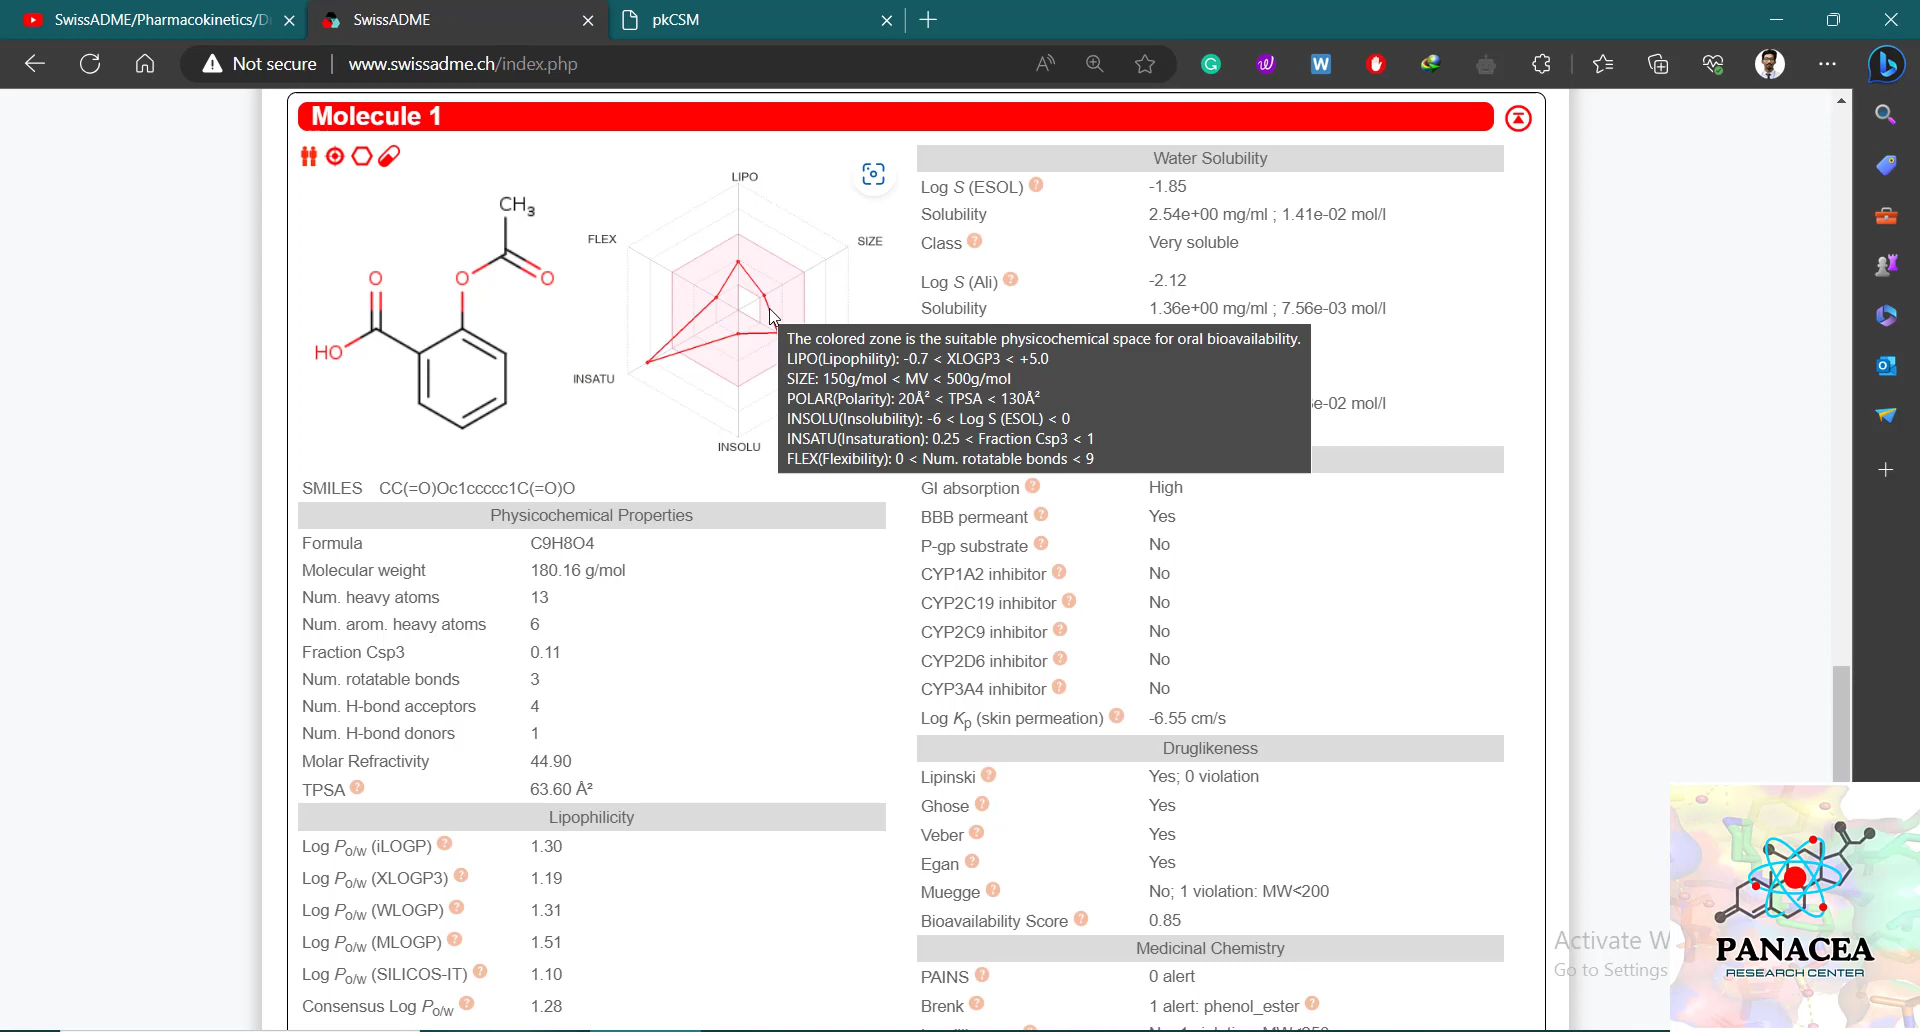 SwissADME/Pharmacokinetics/D
SwissADME
pkCSM
Not secure
www.swissadme.ch/index.php
Molecule 1
LIPO
FLEX
SIZE
INSATU
INSOLU
CH3
O
O
O
HO
The colored zone is the suitable physicochemical space for oral bioavailability.
LIPO(Lipophility): -0.7 < XLOGP3 < +5.0
SIZE: 150g/mol < MV < 500g/mol
POLAR(Polarity): 20Å² < TPSA < 130Å²
INSOLU(Insolubility): -6 < Log S (ESOL) < 0
INSATU(Insaturation): 0.25 < Fraction Csp3 < 1
FLEX(Flexibility): 0 < Num. rotatable bonds < 9
SMILES CC(=O)Oc1ccccc1C(=O)O
Physicochemical Properties
Formula C9H8O4
Molecular weight 180.16 g/mol
Num. heavy atoms 13
Num. arom. heavy atoms 6
Fraction Csp3 0.11
Num. rotatable bonds 3
Num. H-bond acceptors 4
Num. H-bond donors 1
Molar Refractivity 44.90
TPSA ? 63.60 Å²
Lipophilicity
Log Po/w (iLOGP) ? 1.30
Log Po/w (XLOGP3) ? 1.19
Log Po/w (WLOGP) ? 1.31
Log Po/w (MLOGP) ? 1.51
Log Po/w (SILICOS-IT) ? 1.10
Consensus Log Po/w ? 1.28
Water Solubility
Log S (ESOL) ? -1.85
Solubility 2.54e+00 mg/ml ; 1.41e-02 mol/l
Class ? Very soluble
Log S (Ali) ? -2.12
Solubility 1.36e+00 mg/ml ; 7.56e-03 mol/l
e-02 mol/l
GI absorption ? High
BBB permeant ? Yes
P-gp substrate ? No
CYP1A2 inhibitor ? No
CYP2C19 inhibitor ? No
CYP2C9 inhibitor ? No
CYP2D6 inhibitor ? No
CYP3A4 inhibitor ? No
Log Kp (skin permeation) ? -6.55 cm/s
Druglikeness
Lipinski ? Yes; 0 violation
Ghose ? Yes
Veber ? Yes
Egan ? Yes
Muegge ? No; 1 violation: MW<200
Bioavailability Score ? 0.85
Medicinal Chemistry
PAINS ? 0 alert
Brenk ? 1 alert: phenol_ester ?
Activate W
Go to Settings
PANACEA
RESEARCH CENTER